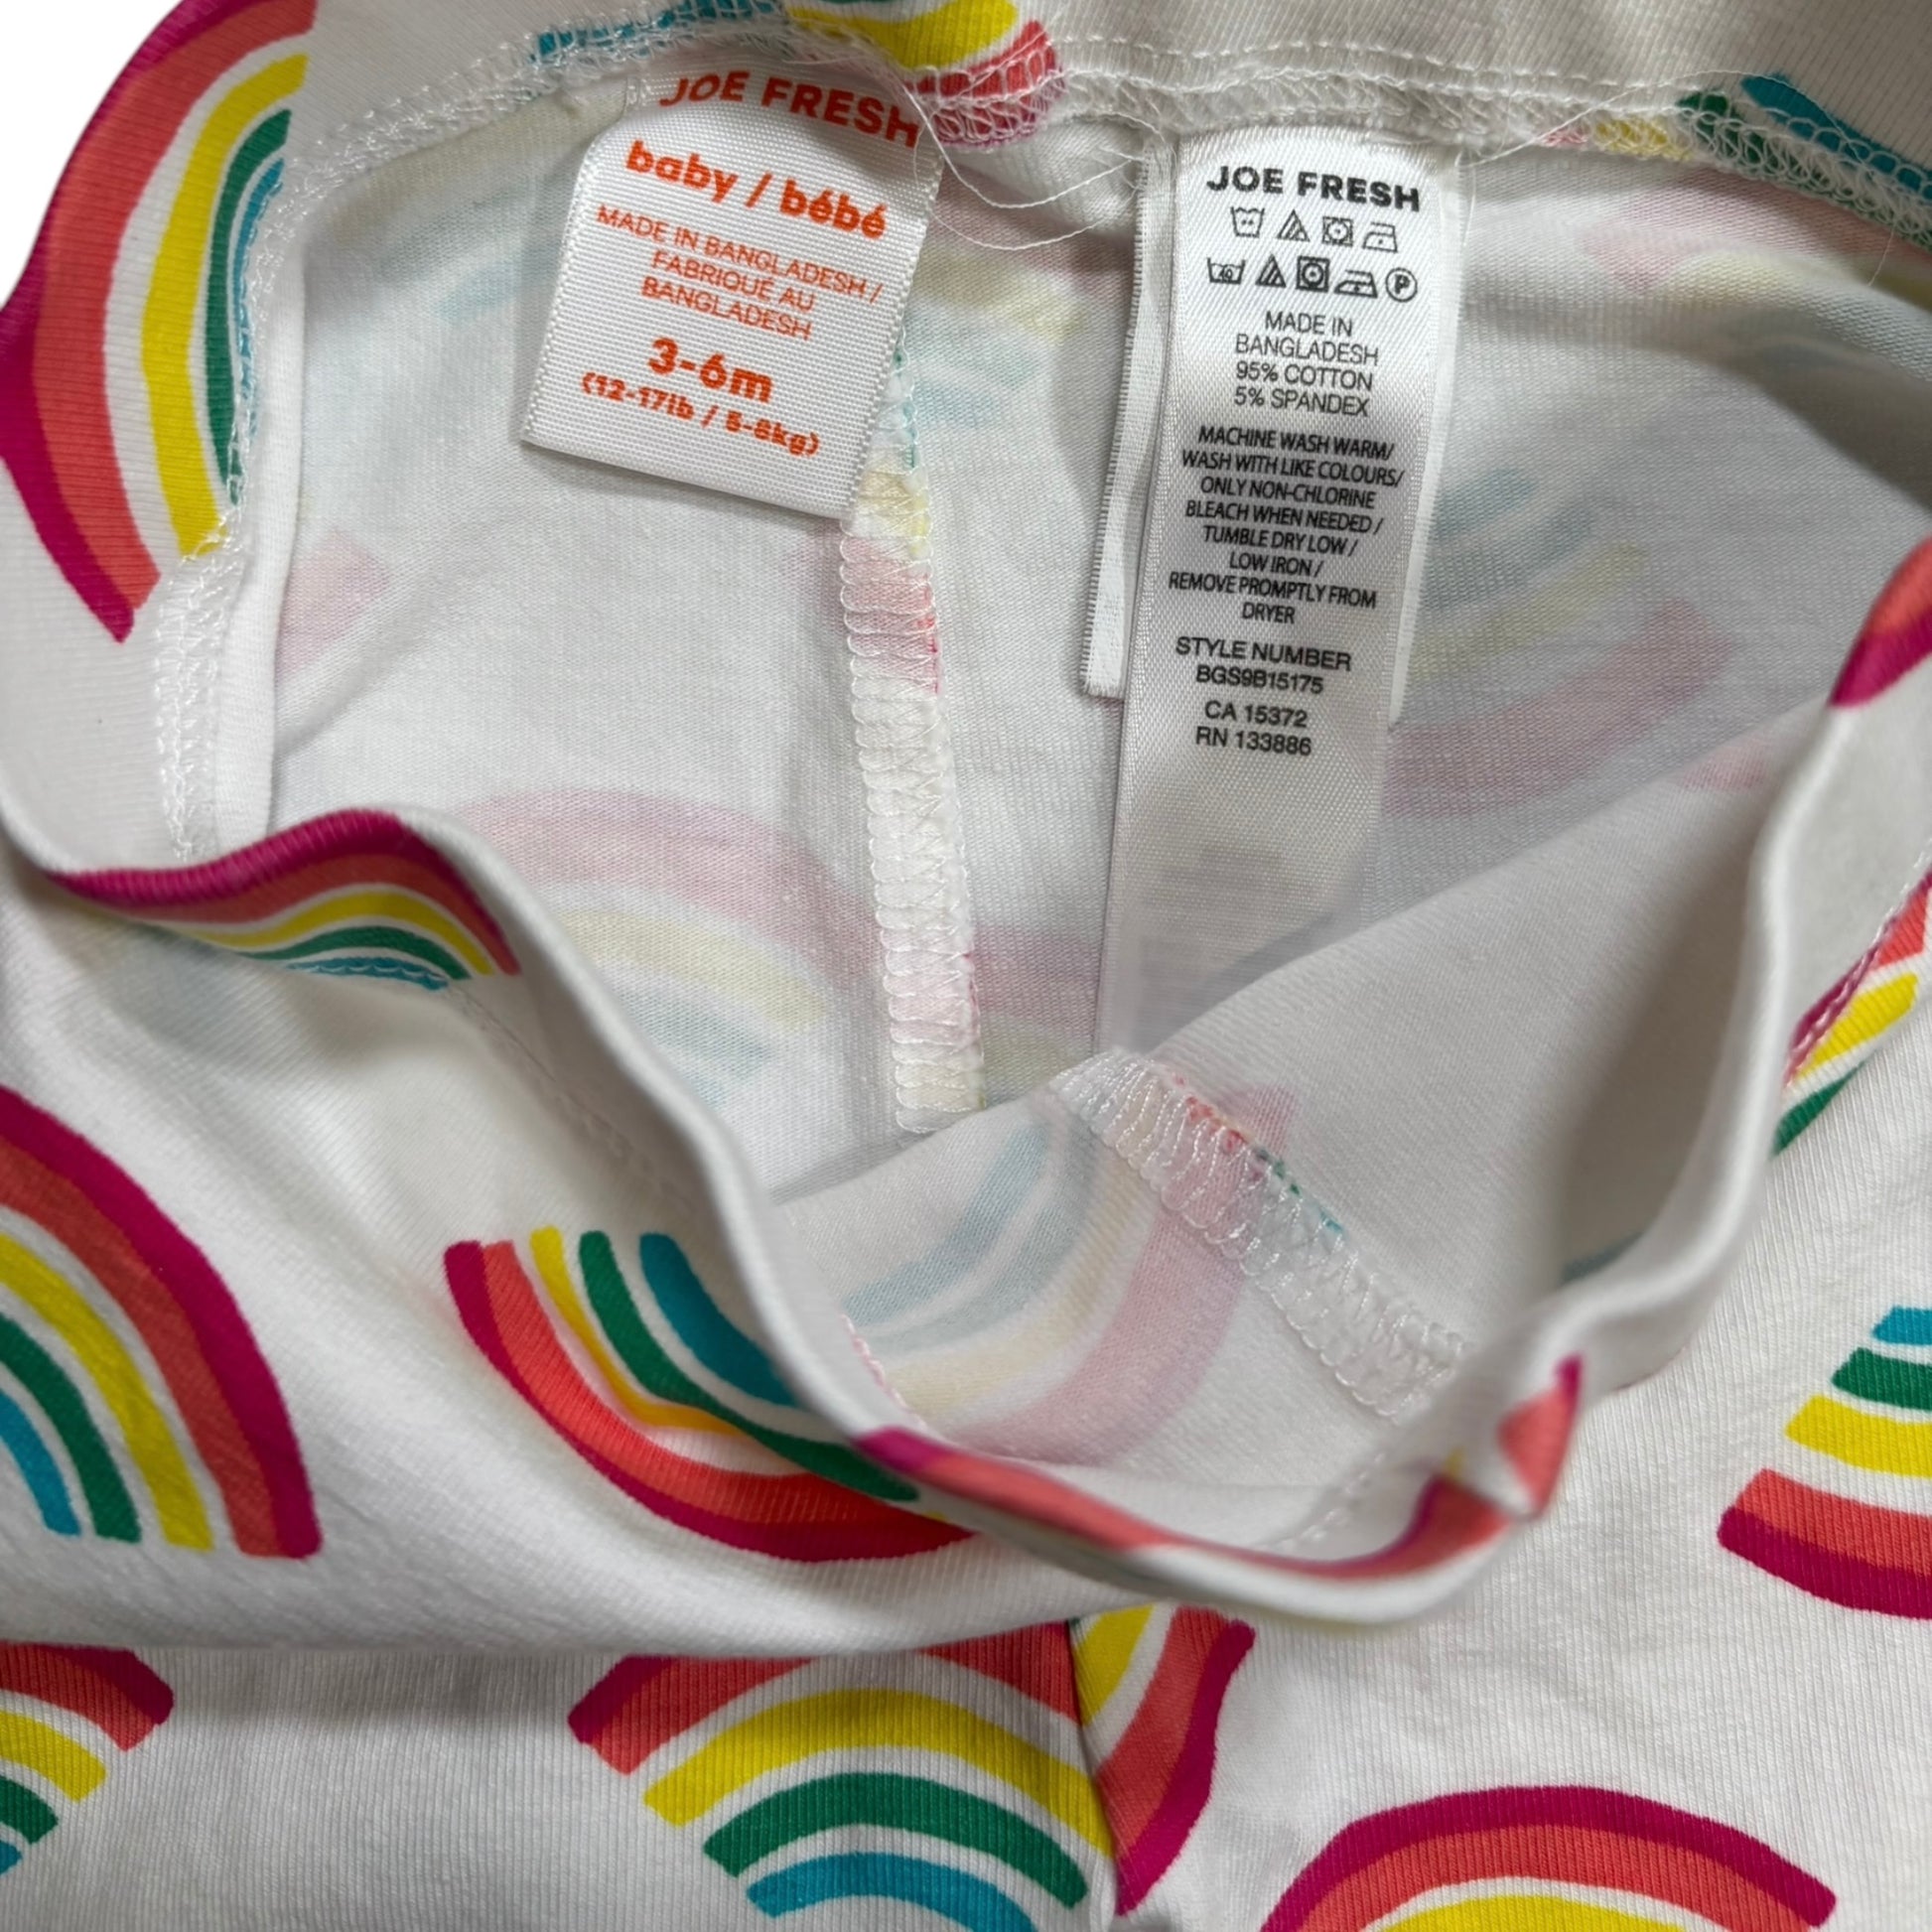 JOE FRESH
baby / bébé
MADE IN BANGLADESH /
FABRIQUÉ AU
BANGLADESH
3-6m
(12-17lb / 5-8kg)
JOE FRESH
40
P
MADE IN
BANGLADESH
95% COTTON
5% SPANDEX
MACHINE WASH WARM/
WASH WITH LIKE COLOURS/
ONLY NON-CHLORINE
BLEACH WHEN NEEDED /
TUMBLE DRY LOW /
LOW IRON /
REMOVE PROMPTLY FROM
DRYER
STYLE NUMBER
BGS9B15175
CA 15372
RN 133886